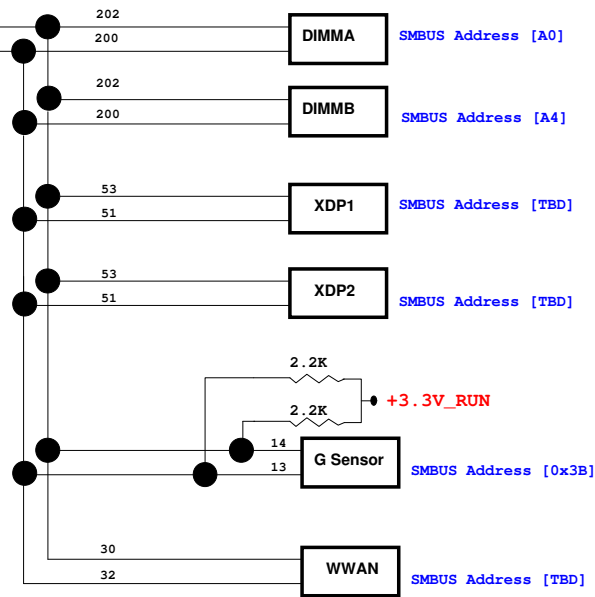 202
200
DIMMA
SMBUS Address [A0]
202
200
DIMMB
SMBUS Address [A4]
53
51
XDP1
SMBUS Address [TBD]
53
51
XDP2
SMBUS Address [TBD]
2.2K
+3.3V_RUN
2.2K
14
13
G Sensor
SMBUS Address [0x3B]
30
32
WWAN
SMBUS Address [TBD]